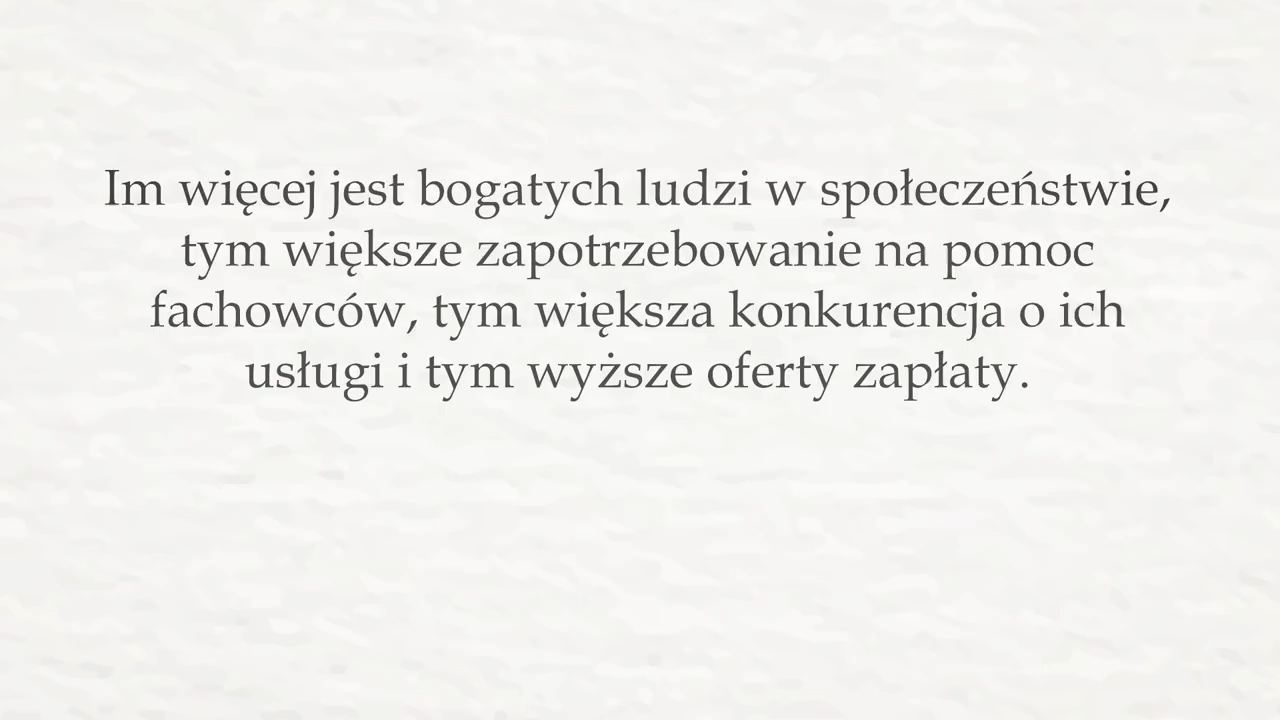 Im więcej jest bogatych ludzi w społeczeństwie,
tym większe zapotrzebowanie na pomoc
fachowców, tym większa konkurencja o ich
usługi i tym wyższe oferty zapłaty.